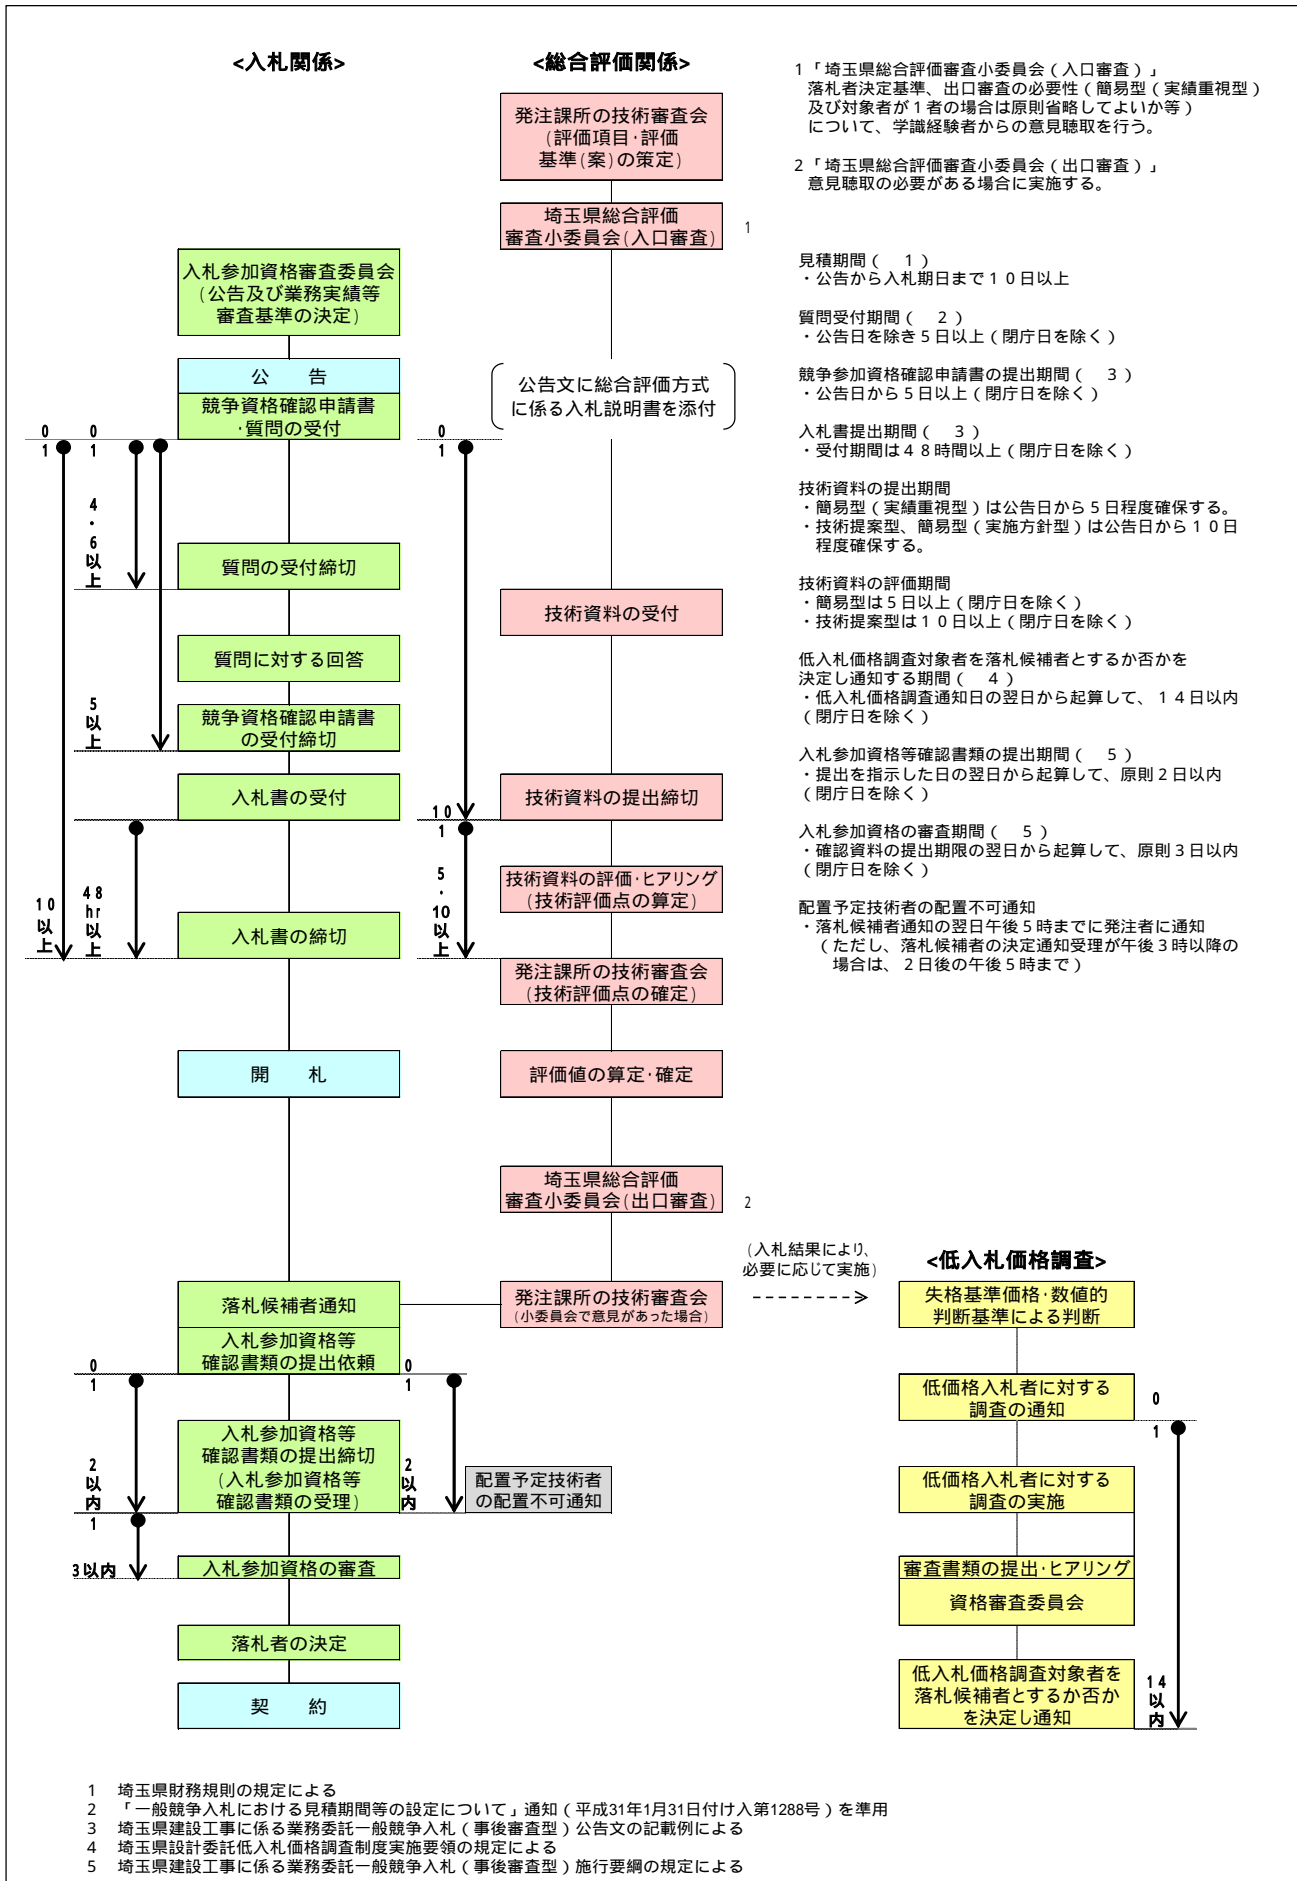 <入札関係>
<総合評価関係>
発注課所の技術審査会
(評価項目･評価
基準(案)の策定)
埼玉県総合評価
審査小委員会(入口審査)
1
入札参加資格審査委員会
(公告及び業務実績等
審査基準の決定)
公　　告
競争資格確認申請書
･質問の受付
公告文に総合評価方式
に係る入札説明書を添付
0
1
0
1
0
1
4
・
6
以
上
質問の受付締切
技術資料の受付
質問に対する回答
5
以
上
競争資格確認申請書
の受付締切
入札書の受付
技術資料の提出締切
10
1
技術資料の評価･ヒアリング
(技術評価点の算定)
5
・
10
以
上
10
以
上
48
hr
以
上
入札書の締切
発注課所の技術審査会
(技術評価点の確定)
開　　札
評価値の算定･確定
埼玉県総合評価
審査小委員会(出口審査)
2
落札候補者通知
発注課所の技術審査会
(小委員会で意見があった場合)
(入札結果により、
必要に応じて実施)
入札参加資格等
確認書類の提出依頼
0
1
0
1
入札参加資格等
確認書類の提出締切
(入札参加資格等
確認書類の受理)
2
以
内
2
以
内
配置予定技術者
の配置不可通知
1
3以内
入札参加資格の審査
落札者の決定
契　　約
<低入札価格調査>
失格基準価格･数値的
判断基準による判断
低価格入札者に対する
調査の通知
0
1
低価格入札者に対する
調査の実施
審査書類の提出･ヒアリング
資格審査委員会
低入札価格調査対象者を
落札候補者とするか否か
を決定し通知
14
以
内
1「埼玉県総合評価審査小委員会（入口審査）」
落札者決定基準、出口審査の必要性（簡易型（実績重視型）
及び対象者が１者の場合は原則省略してよいか等）
について、学識経験者からの意見聴取を行う。
2「埼玉県総合評価審査小委員会（出口審査）」
意見聴取の必要がある場合に実施する。
見積期間（　1）
・公告から入札期日まで１０日以上
質問受付期間（　2）
・公告日を除き５日以上（閉庁日を除く）
競争参加資格確認申請書の提出期間（　3）
・公告日から５日以上（閉庁日を除く）
入札書提出期間（　3）
・受付期間は４８時間以上（閉庁日を除く）
技術資料の提出期間
・簡易型（実績重視型）は公告日から５日程度確保する。
・技術提案型、簡易型（実施方針型）は公告日から１０日
程度確保する。
技術資料の評価期間
・簡易型は５日以上（閉庁日を除く）
・技術提案型は１０日以上（閉庁日を除く）
低入札価格調査対象者を落札候補者とするか否かを
決定し通知する期間（　4）
・低入札価格調査通知日の翌日から起算して、１４日以内
（閉庁日を除く）
入札参加資格等確認書類の提出期間（　5）
・提出を指示した日の翌日から起算して、原則２日以内
（閉庁日を除く）
入札参加資格の審査期間（　5）
・確認資料の提出期限の翌日から起算して、原則３日以内
（閉庁日を除く）
配置予定技術者の配置不可通知
・落札候補者通知の翌日午後５時までに発注者に通知
（ただし、落札候補者の決定通知受理が午後３時以降の
場合は、２日後の午後５時まで）
1　埼玉県財務規則の規定による
2　「一般競争入札における見積期間等の設定について」通知（平成31年1月31日付け入第1288号）を準用
3　埼玉県建設工事に係る業務委託一般競争入札（事後審査型）公告文の記載例による
4　埼玉県設計委託低入札価格調査制度実施要領の規定による
5　埼玉県建設工事に係る業務委託一般競争入札（事後審査型）施行要綱の規定による